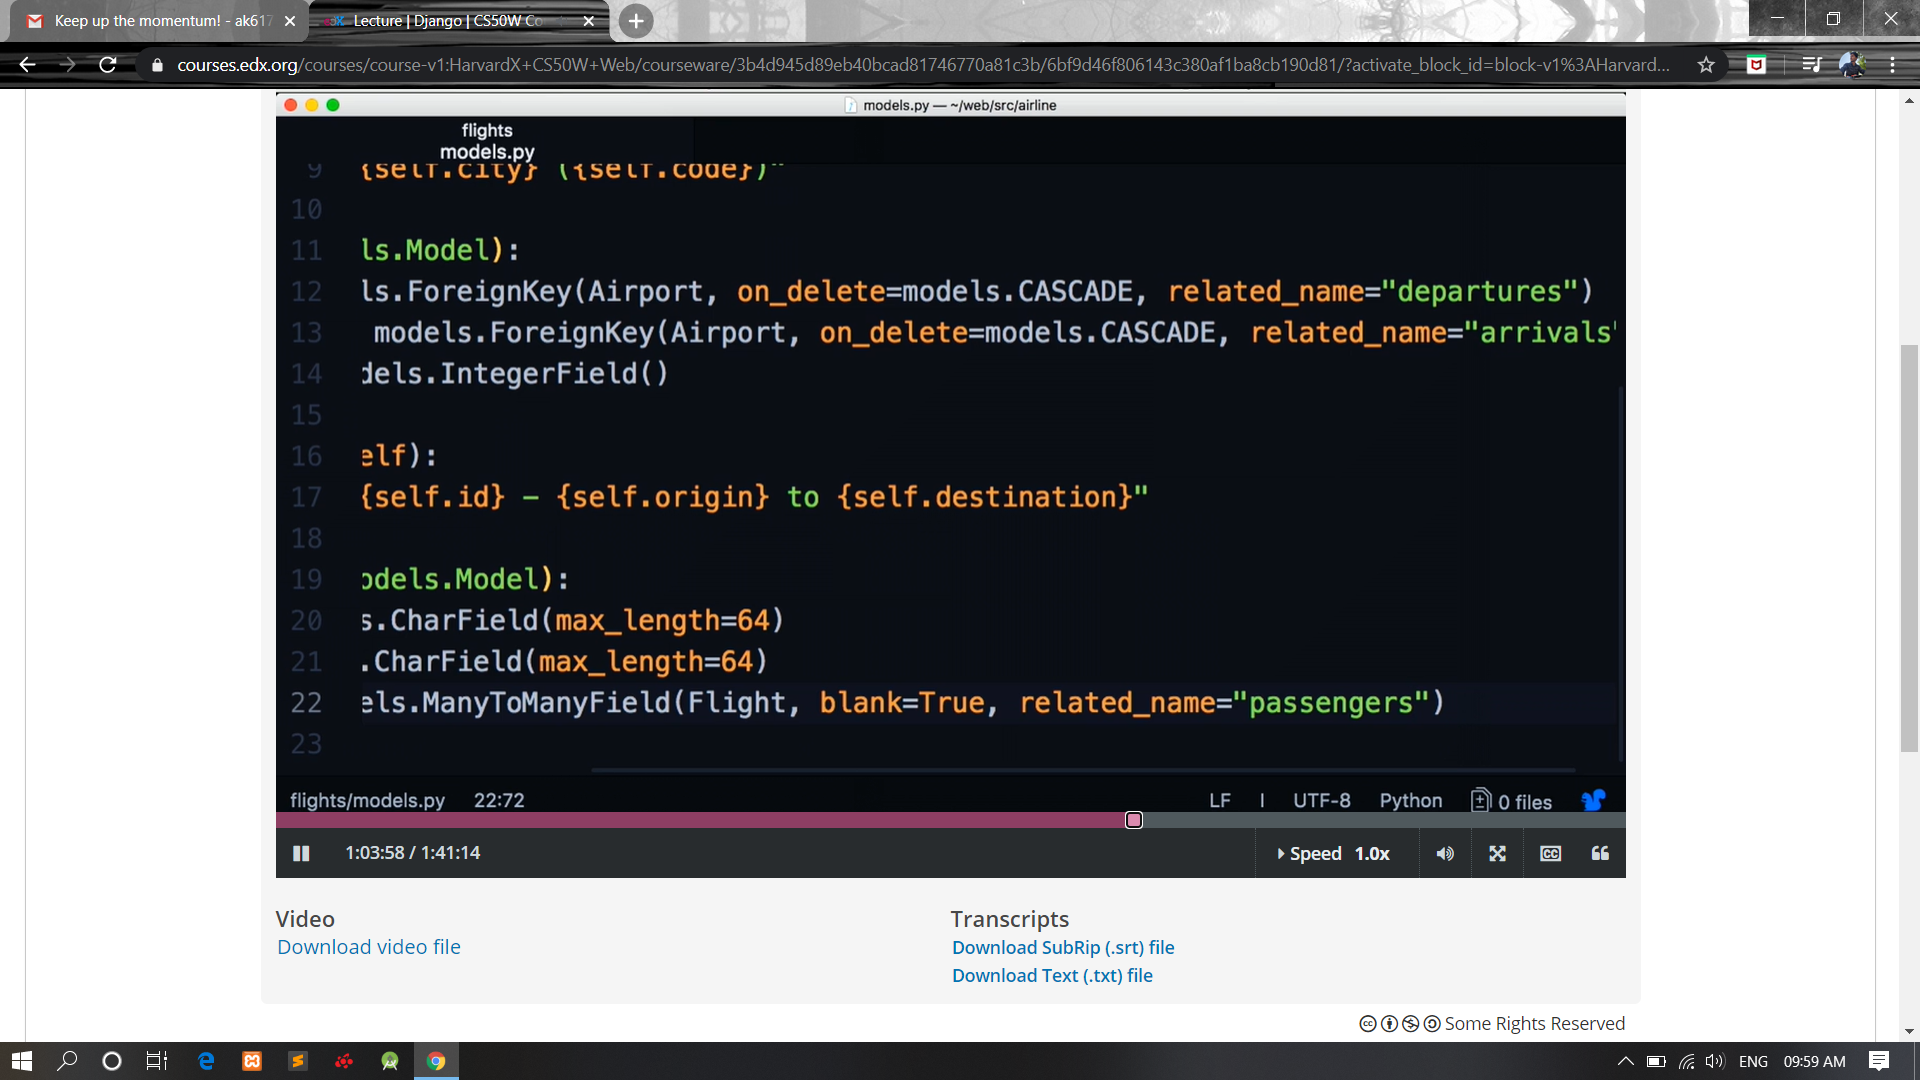 Keep up the momentum! - ak617
Lecture | Django | CS50W Co
courses.edx.org/courses/course-v1:HarvardX+CS50W+Web/courseware/3b4d945d89eb40bcad81746770a81c3b/6bf9d46f806143c380af1ba8cb190d81/?activate_block_id=block-v1%3AHarvard...
models.py — ~/web/src/airline
flights
models.py
9 {self.city} ({self.code})"
10
11 ls.Model):
12 ls.ForeignKey(Airport, on_delete=models.CASCADE, related_name="departures")
13 models.ForeignKey(Airport, on_delete=models.CASCADE, related_name="arrivals"
14 dels.IntegerField()
15
16 elf):
17 {self.id} - {self.origin} to {self.destination}"
18
19 odels.Model):
20 s.CharField(max_length=64)
21 .CharField(max_length=64)
22 els.ManyToManyField(Flight, blank=True, related_name="passengers")
23
flights/models.py 22:72 LF | UTF-8 Python 0 files
1:03:58 / 1:41:14 Speed 1.0x CC
Video
Download video file
Transcripts
Download SubRip (.srt) file
Download Text (.txt) file
Some Rights Reserved
ENG 09:59 AM